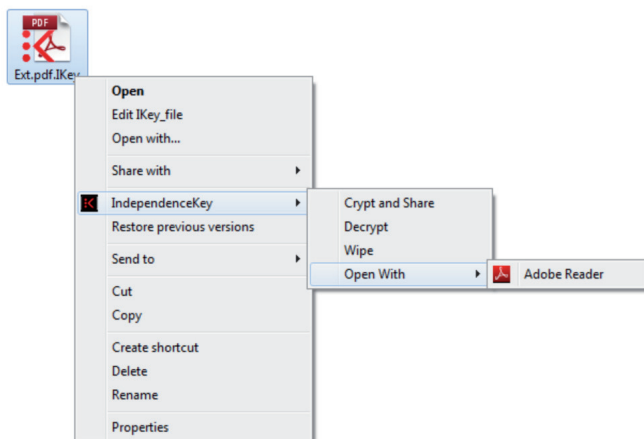 PDF
Ext.pdf.IKey
Open
Edit IKey_file
Open with...
Share with
IndependenceKey
Restore previous versions
Send to
Cut
Copy
Create shortcut
Delete
Rename
Properties
Crypt and Share
Decrypt
Wipe
Open With
Adobe Reader